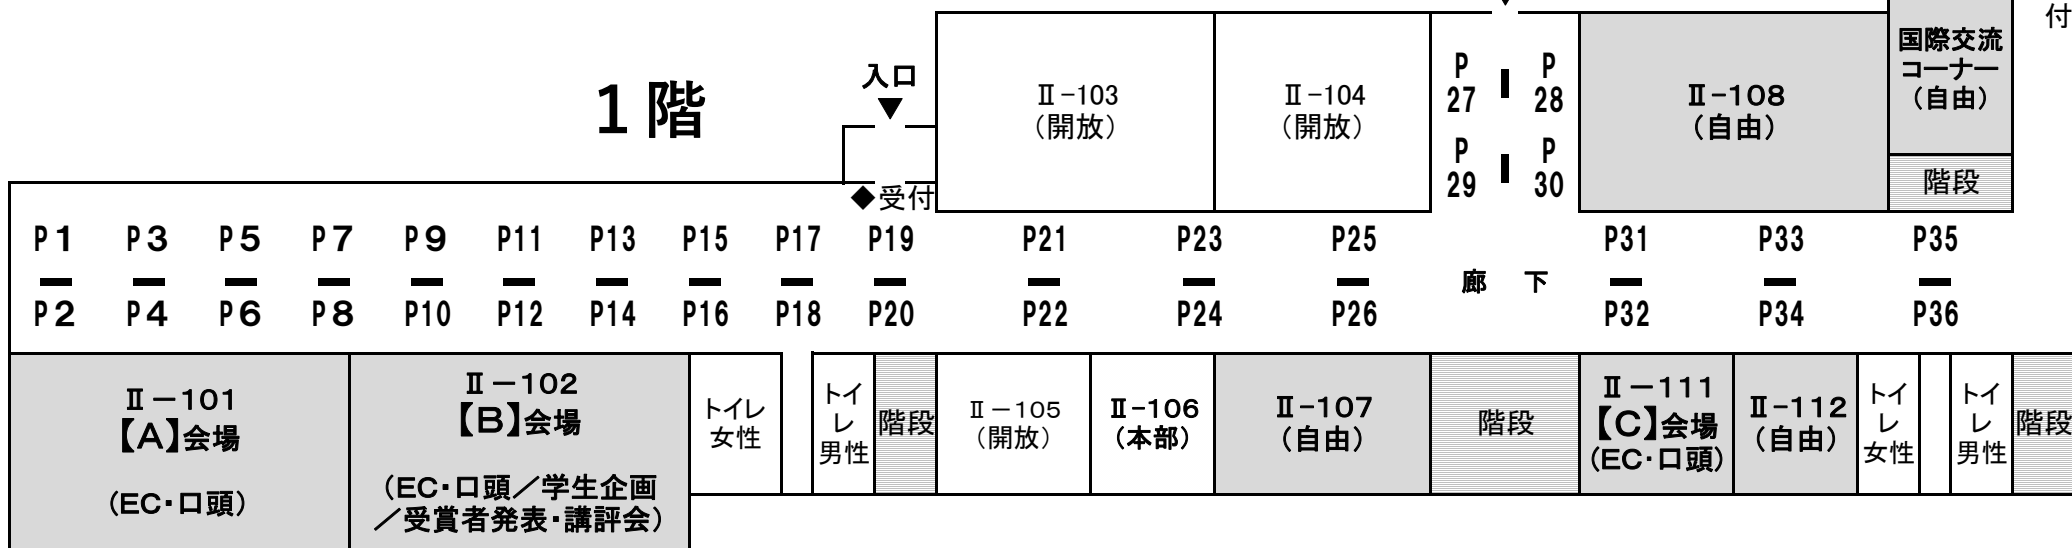 付
国際交流
コーナー
（自由）
階段
１階
入口
▼
◆受付
Ⅱ-103
（開放）
Ⅱ-104
（開放）
P
27
P
28
P
29
P
30
Ⅱ-108
（自由）
P１ P３ P５ P７ P９ P11 P13 P15 P17 P19 P21 P23 P25 P31 P33 P35
廊 下
P２ P４ P６ P８ P10 P12 P14 P16 P18 P20 P22 P24 P26 P32 P34 P36
Ⅱ－１０１
【A】会場
（EC・口頭）
Ⅱ－１０２
【B】会場
（EC・口頭／学生企画
／受賞者発表・講評会）
トイレ
女性
トイ
レ
男性
階段
Ⅱ－１０５
（開放）
Ⅱ-106
（本部）
Ⅱ-107
（自由）
階段
Ⅱ－１１１
【C】会場
（EC・口頭）
Ⅱ-112
（自由）
トイ
レ
女性
トイ
レ
男性
階段